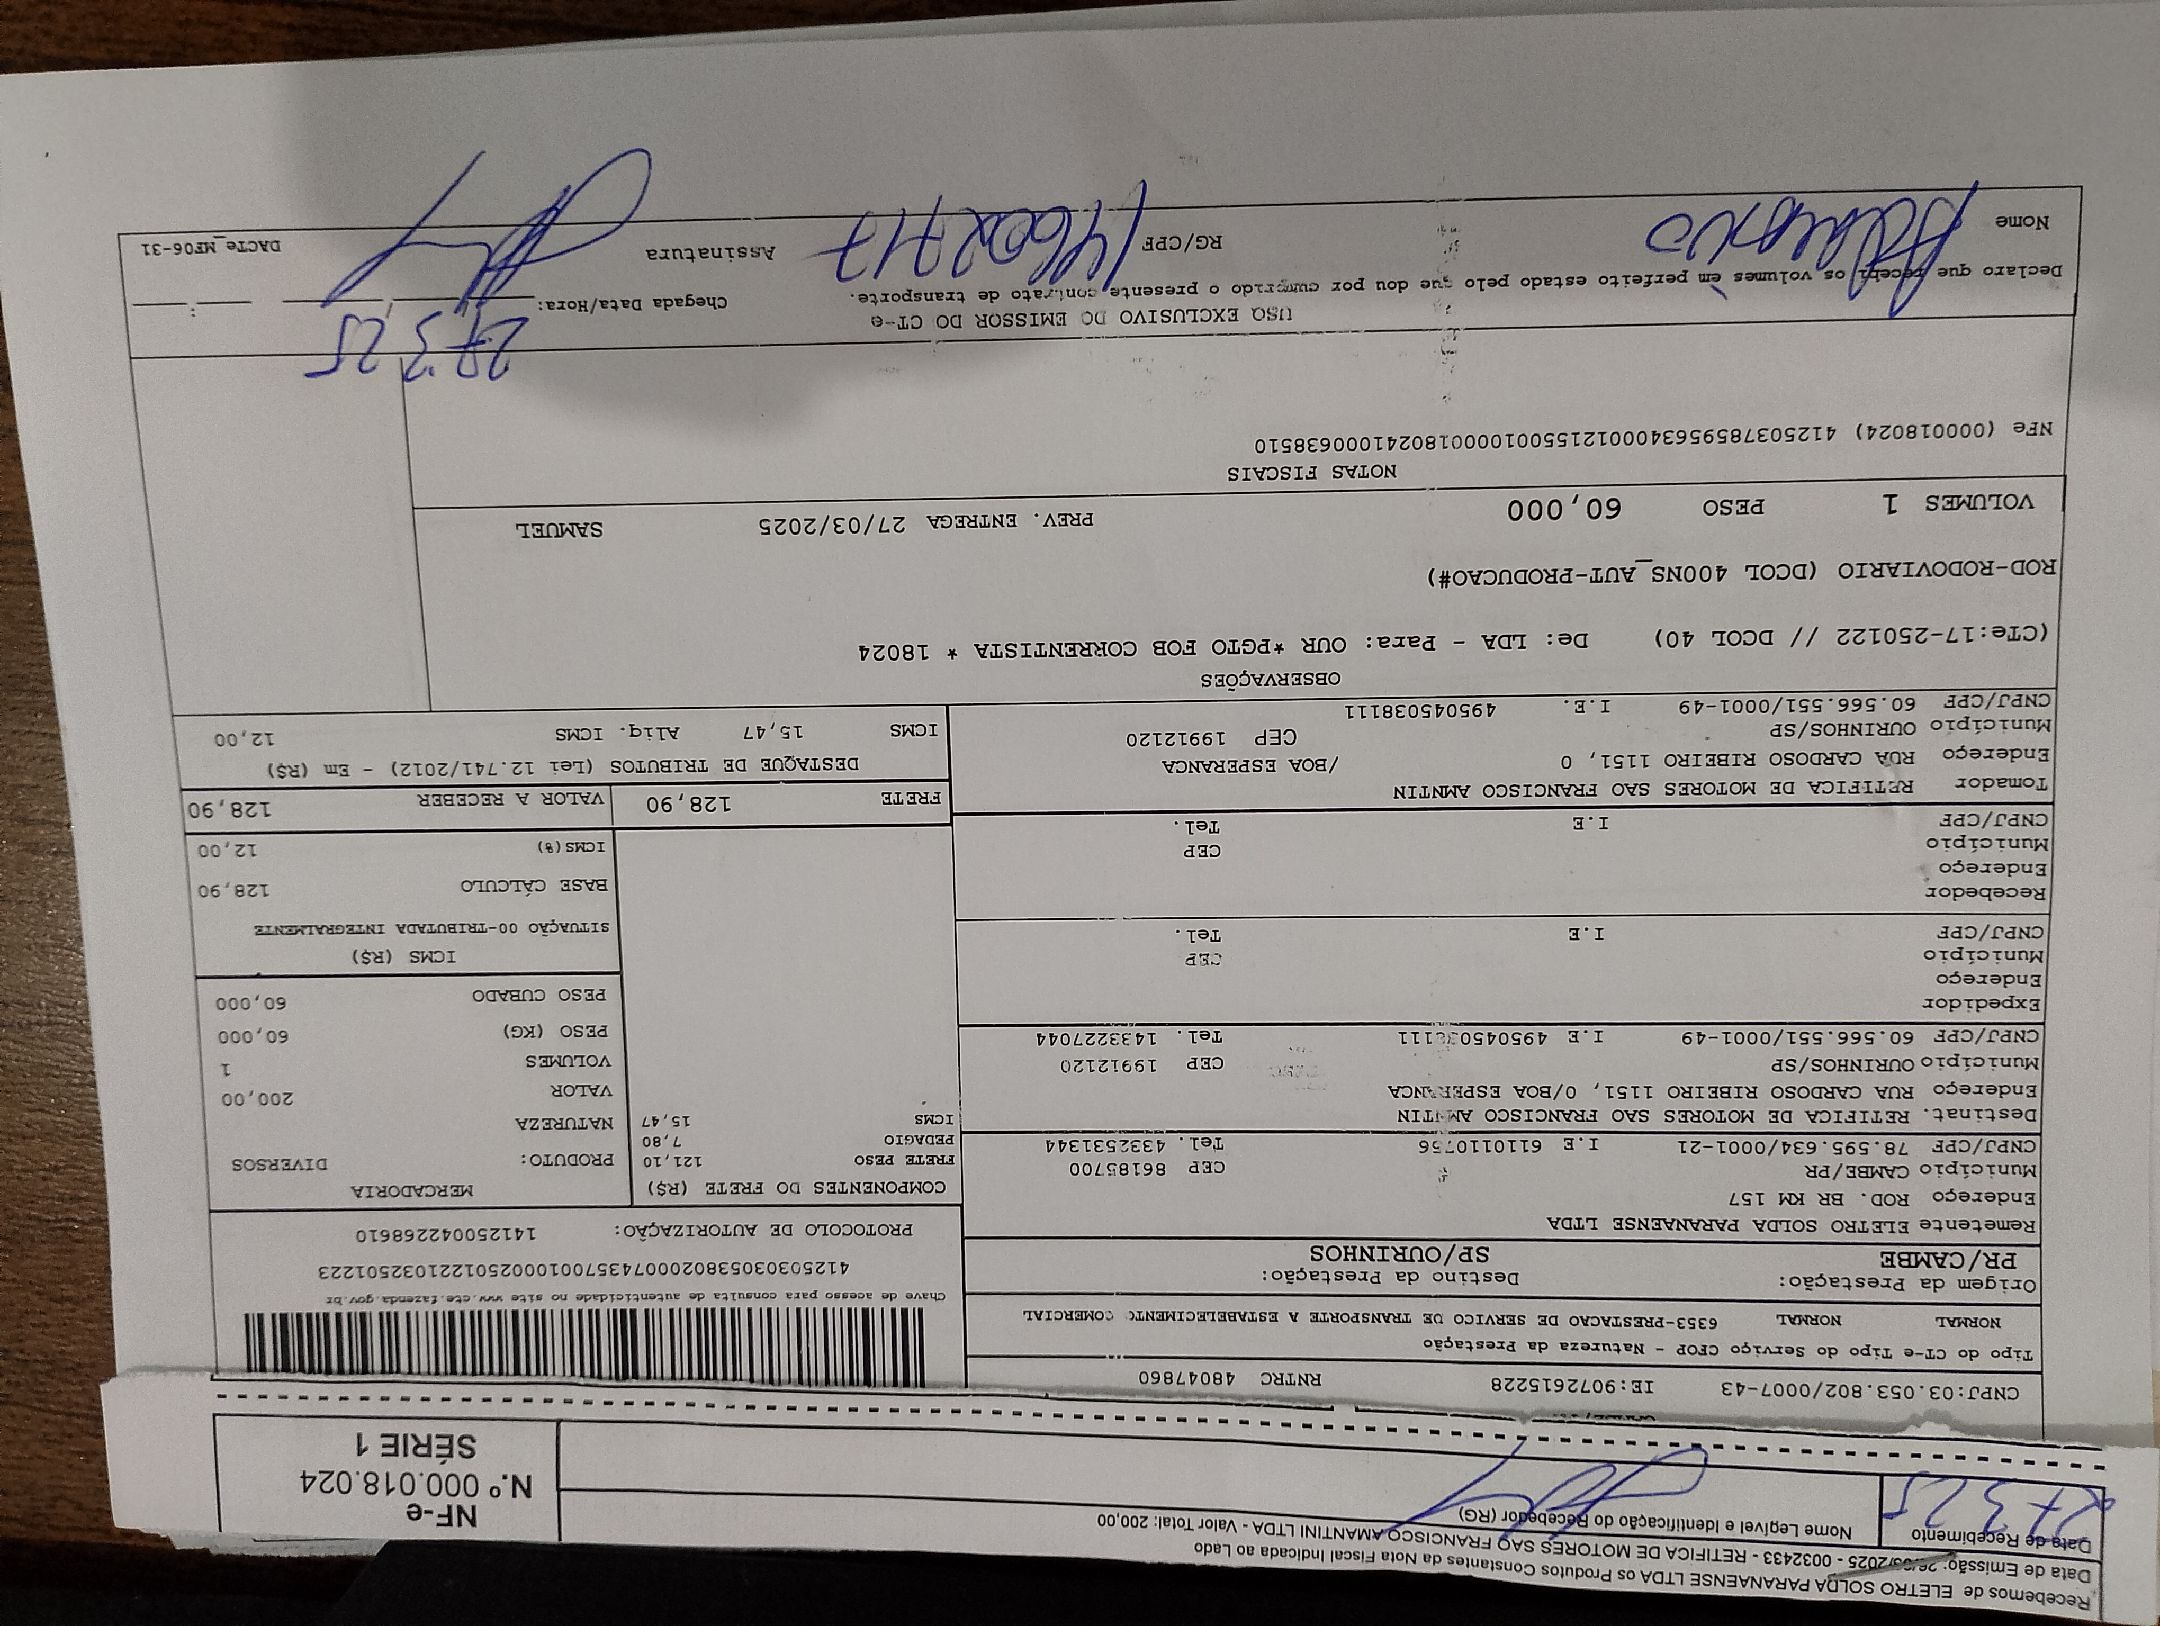 Recebemos de ELETRO SOLDA PARANAENSE LTDA os Produtos Constantes da Nota Fiscal Indicada ao Lado
Data de Emissão: /2025 - 0032433 - RETIFICA DE MOTORES SAO FRANCISCO AMANTINI LTDA - Valor Total: 200,00
Data de Recebimento
27 3 25
Nome Legível e Identificação do Recebedor (RG)
NF-e
N.º 000.018.024
SÉRIE 1
CNPJ:03.053.802/0007-43 IE:9072615228 RNTRC 48047860
Tipo do CT-e Tipo do Serviço CFOP - Natureza da Prestação
NORMAL NORMAL 6353-PRESTACAO DE SERVICO DE TRANSPORTE A ESTABELECIMENTO COMERCIAL
Origem da Prestação: Destino da Prestação:
PR/CAMBE SP/OURINHOS
Chave de acesso para consulta de autenticidade no site www.cte.fazenda.gov.br
41250303053802000743570010002501221032501223
PROTOCOLO DE AUTORIZAÇÃO: 141250042268610
Remetente ELETRO SOLDA PARANAENSE LTDA
Endereço ROD. BR KM 157
Município CAMBE/PR CEP 86185700
CNPJ/CPF 78.595.634/0001-21 I.E 6110110756 Tel. 4332531344
Destinat. RETIFICA DE MOTORES SAO FRANCISCO AMNTIN
Endereço RUA CARDOSO RIBEIRO 1151, 0/BOA ESPERANCA
Município OURINHOS/SP CEP 19912120
CNPJ/CPF 60.566.551/0001-49 I.E 495045038111 Tel. 1433227044
Expedidor
Endereço
Município CEP
CNPJ/CPF I.E Tel.
Recebedor
Endereço
Município CEP
CNPJ/CPF I.E Tel.
Tomador RETIFICA DE MOTORES SAO FRANCISCO AMNTIN
Endereço RUA CARDOSO RIBEIRO 1151, 0 /BOA ESPERANCA
Município OURINHOS/SP CEP 19912120
CNPJ/CPF 60.566.551/0001-49 I.E. 495045038111
COMPONENTES DO FRETE (R$)
FRETE PESO 121,10
PEDAGIO 7,80
ICMS 15,47
MERCADORIA
PRODUTO: DIVERSOS
NATUREZA
VALOR 200,00
VOLUMES 1
PESO (KG) 60,000
PESO CUBADO 60,000
ICMS (R$)
SITUAÇÃO 00-TRIBUTADA INTEGRALMENTE
BASE CÁLCULO 128,90
ICMS(%) 12,00
FRETE 128,90 VALOR A RECEBER 128,90
DESTAQUE DE TRIBUTOS (Lei 12.741/2012) - Em (R$)
ICMS 15,47 Aliq. ICMS 12,00
OBSERVAÇÕES
(CTe:17-250122 // DCOL 40) De: LDA - Para: OUR *PGTO FOB CORRENTISTA * 18024
ROD-RODOVIARIO (DCOL 400NS_AUT-PRODUCAO#)
VOLUMES 1 PESO 60,000 PREV. ENTREGA 27/03/2025 SAMUEL
NOTAS FISCAIS
NFe (000018024) 41250378595634000121550010000180241000638510
USO EXCLUSIVO DO EMISSOR DO CT-e
27 3 25
Declaro que recebi os volumes em perfeito estado pelo que dou por cumprido o presente contrato de transporte.
Chegada Data/Hora: / / :
Nome RG/CPF 14602717 Assinatura
DACTe_MF06-31